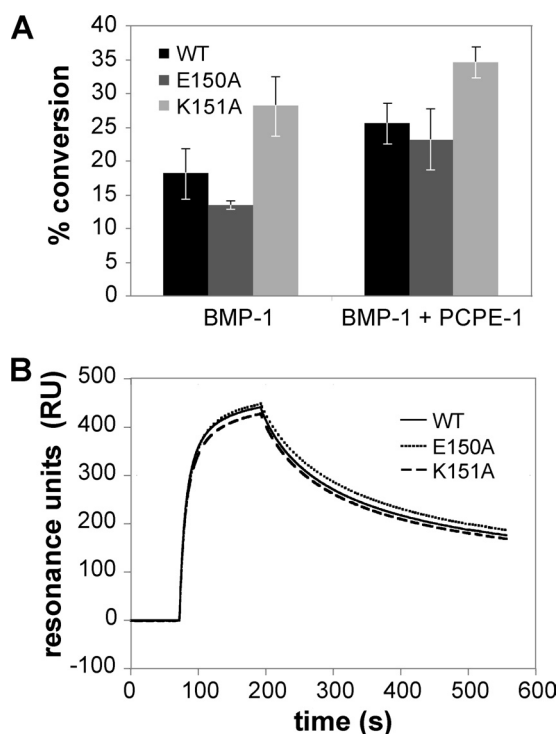 A
40
35
30
25
20
15
10
5
0
% conversion
WT
E150A
K151A
BMP-1
BMP-1 + PCPE-1
B
500
400
300
200
100
0
-100
resonance units (RU)
WT
E150A
K151A
0
100
200
300
400
500
600
time (s)